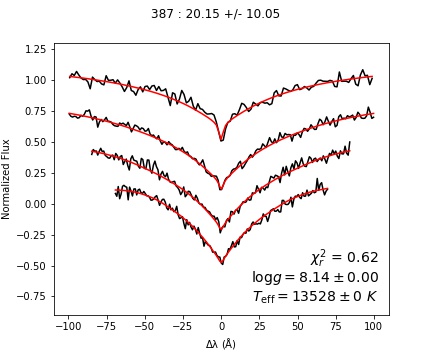 387 : 20.15 +/- 10.05
Normalized Flux
1.25
1.00
0.75
0.50
0.25
0.00
−0.25
−0.50
−0.75
χ²ᵣ = 0.62
log g = 8.14 ± 0.00
T_eff = 13528 ± 0 K
−100 −75 −50 −25 0 25 50 75 100
Δλ (Å)